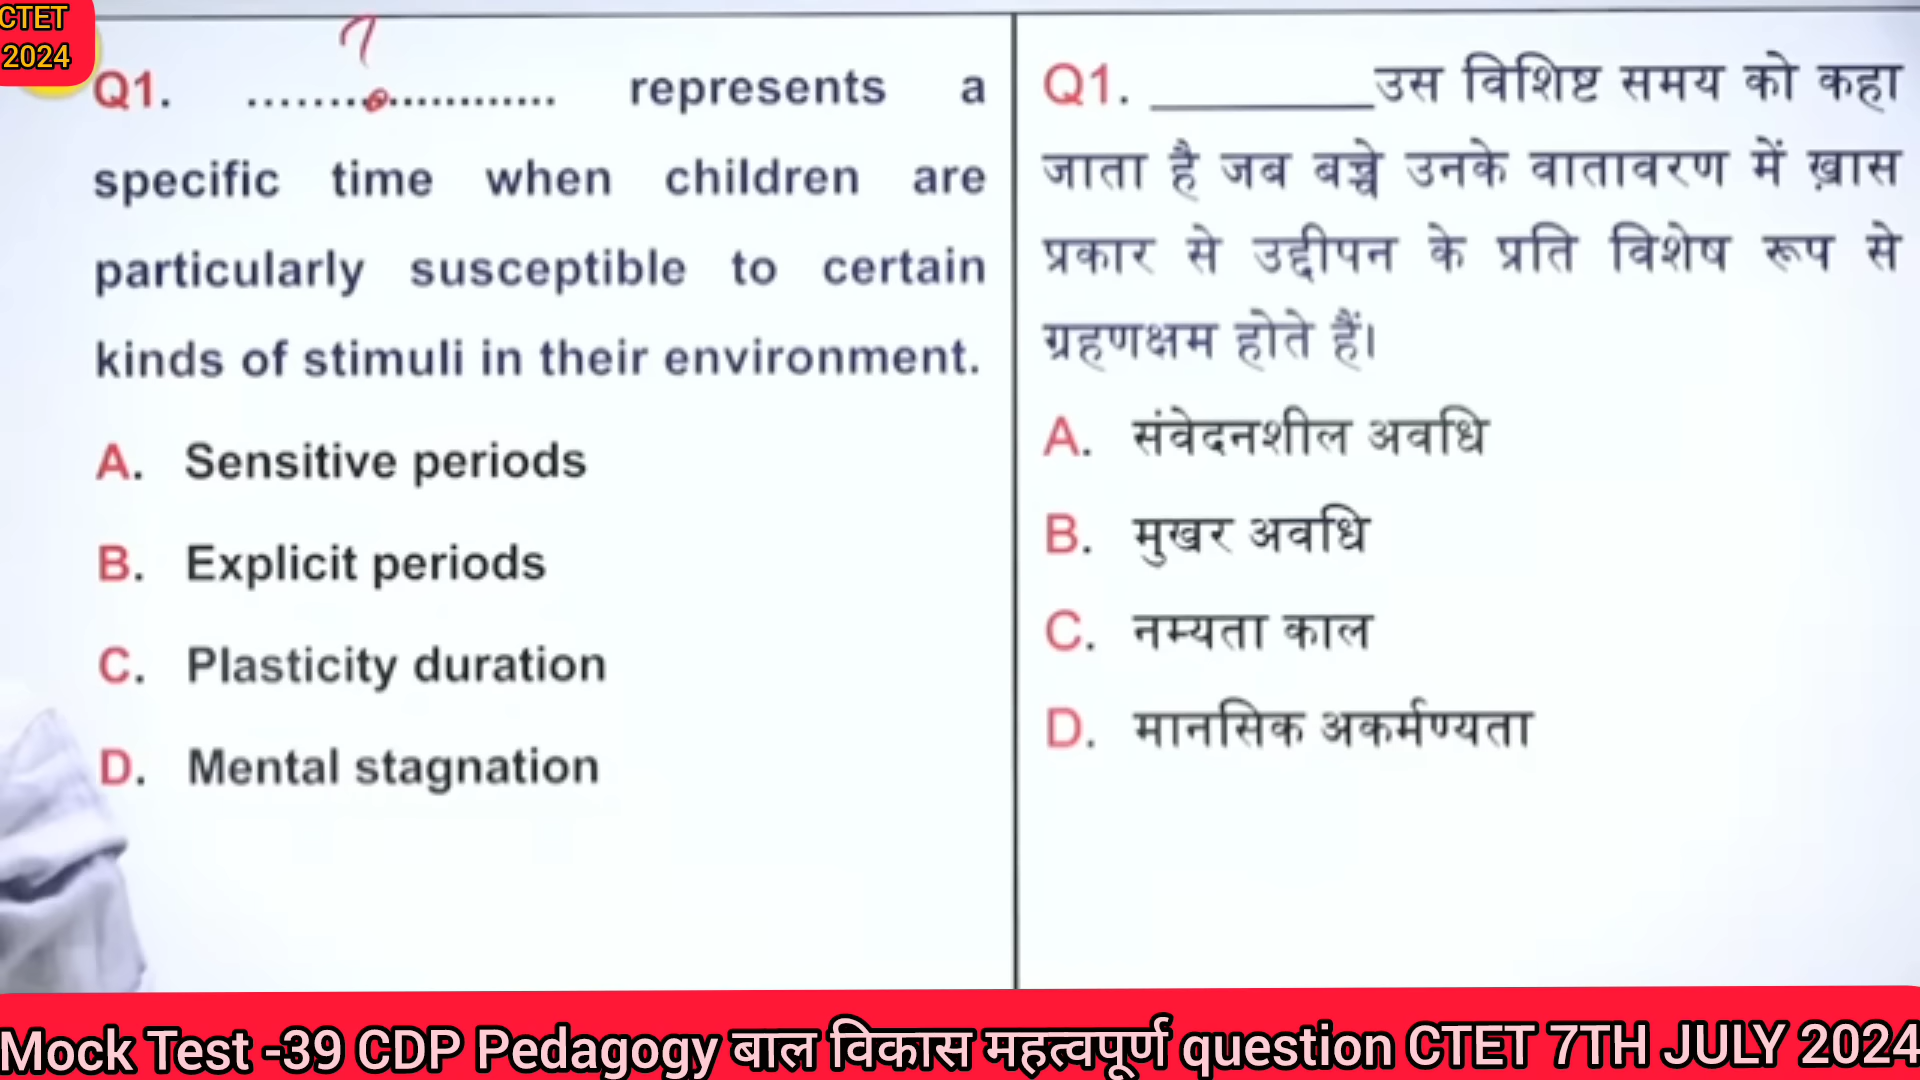 CTET
2024
Q1. ........................ represents a
specific time when children are
particularly susceptible to certain
kinds of stimuli in their environment.
A. Sensitive periods
B. Explicit periods
C. Plasticity duration
D. Mental stagnation
Q1. _________उस विशिष्ट समय को कहा
जाता है जब बच्चे उनके वातावरण में ख़ास
प्रकार से उद्दीपन के प्रति विशेष रूप से
ग्रहणक्षम होते हैं।
A. संवेदनशील अवधि
B. मुखर अवधि
C. नम्यता काल
D. मानसिक अकर्मण्यता
Mock Test -39 CDP Pedagogy बाल विकास महत्वपूर्ण question CTET 7TH JULY 2024